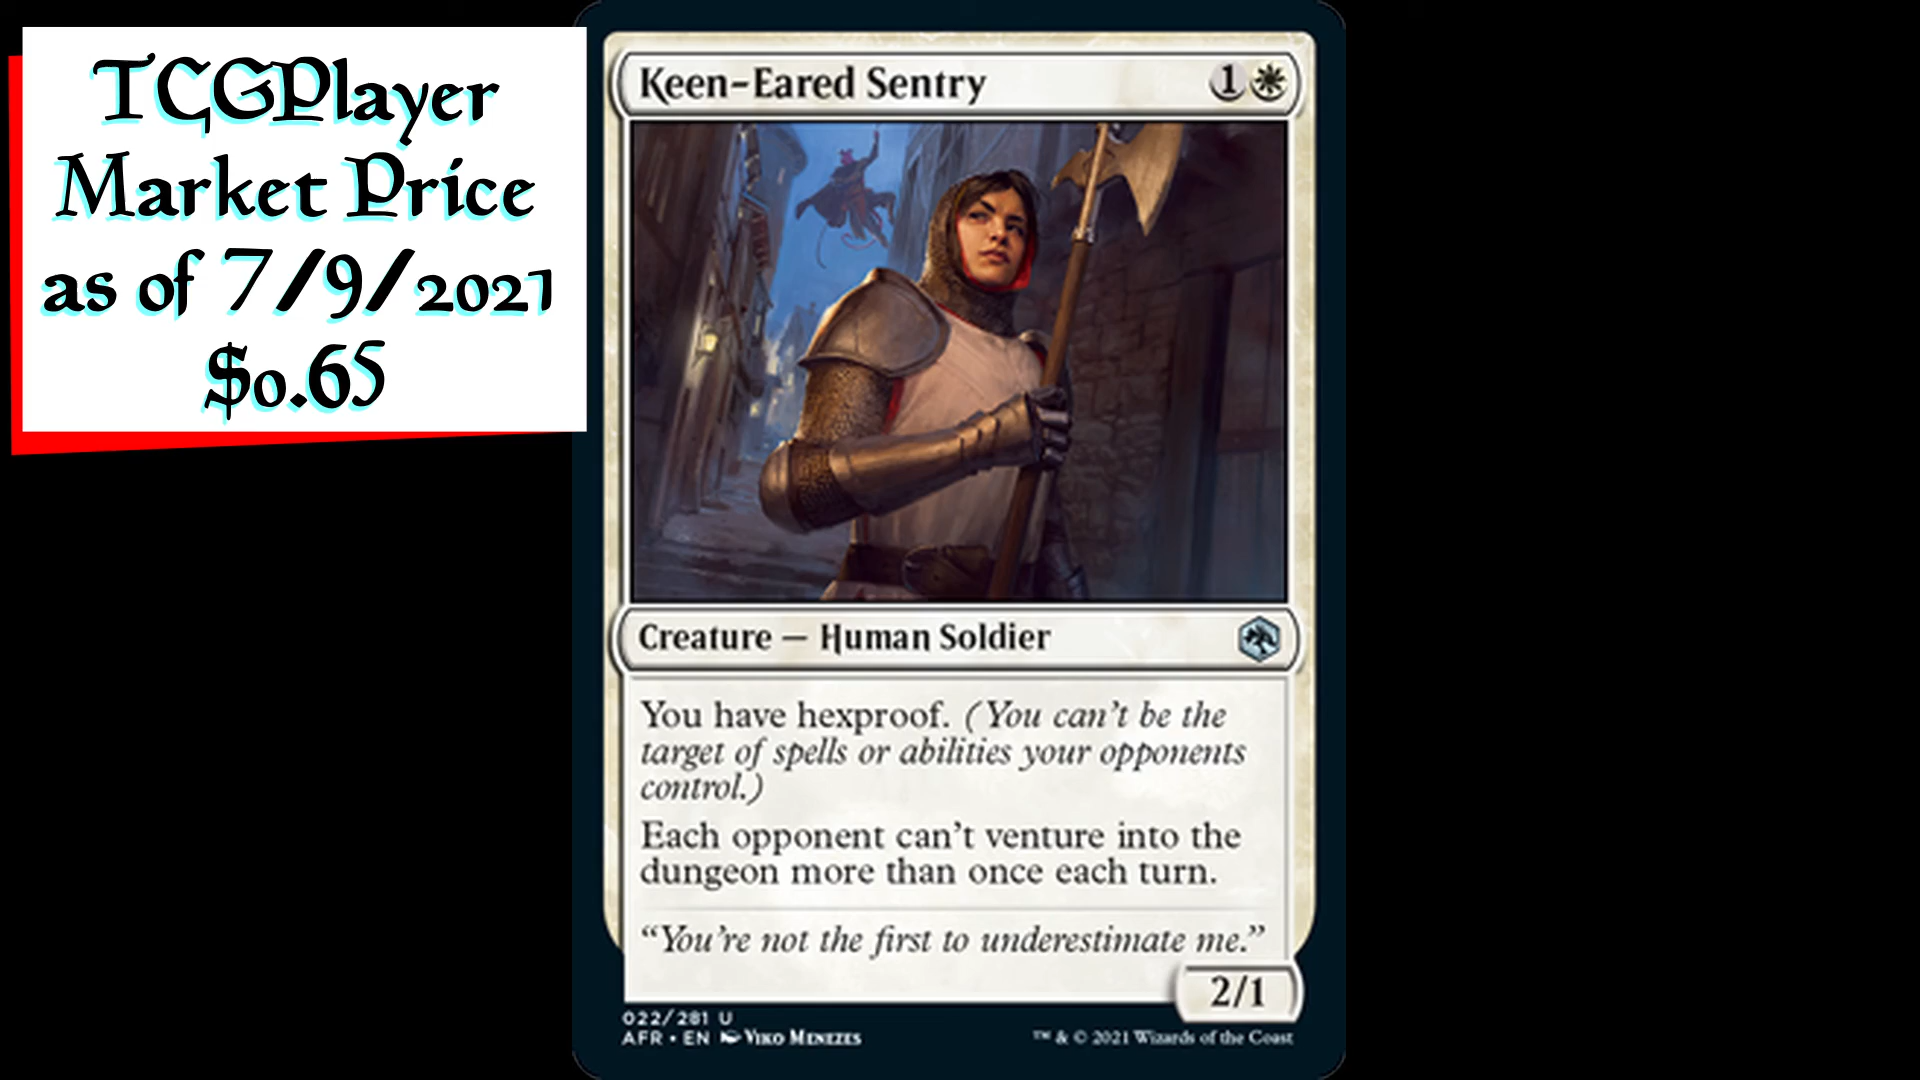 TCGPlayer
Market Price
as of 7/9/2021
$0.65
Keen-Eared Sentry
1
Creature — Human Soldier
You have hexproof. (You can't be the
target of spells or abilities your opponents
control.)
Each opponent can't venture into the
dungeon more than once each turn.
“You're not the first to underestimate me.”
2/1
022/281 U
AFR • EN Viko Menezes
™ & © 2021 Wizards of the Coast